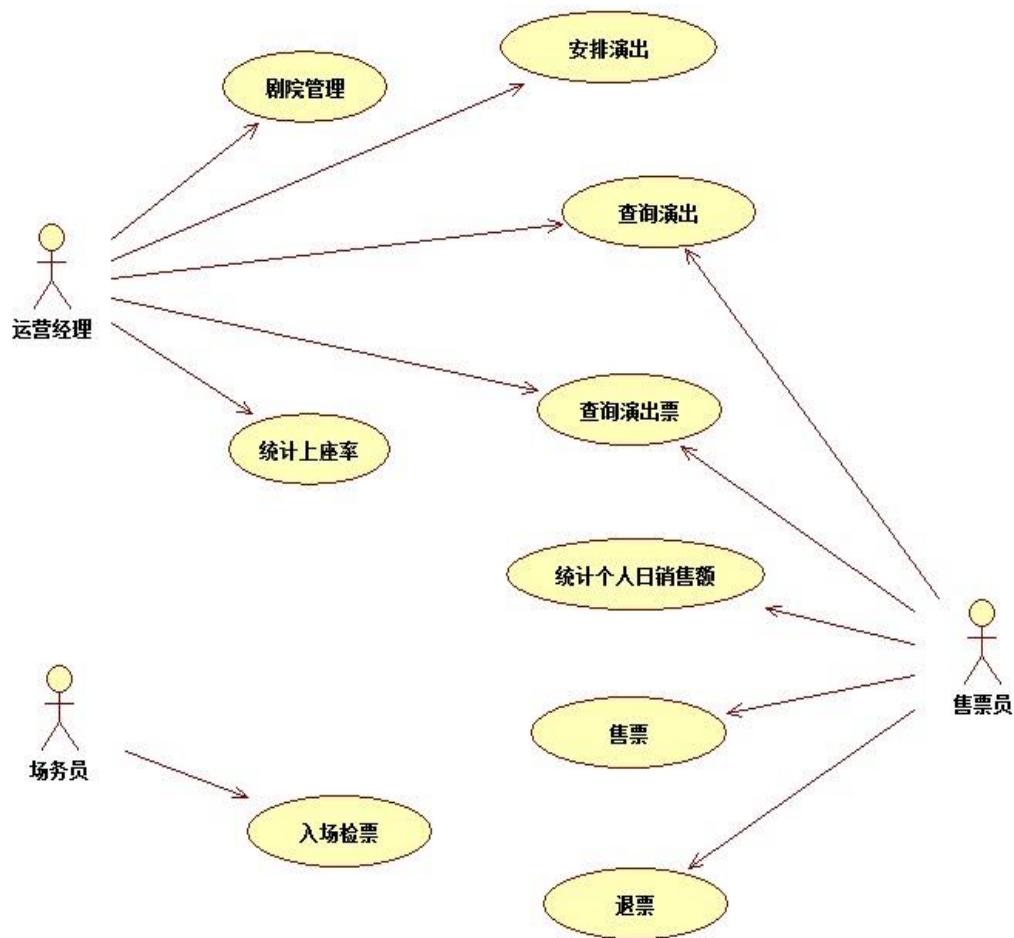 安排演出
剧院管理
查询演出
运营经理
查询演出票
统计上座率
统计个人日销售额
售票员
售票
场务员
入场检票
退票